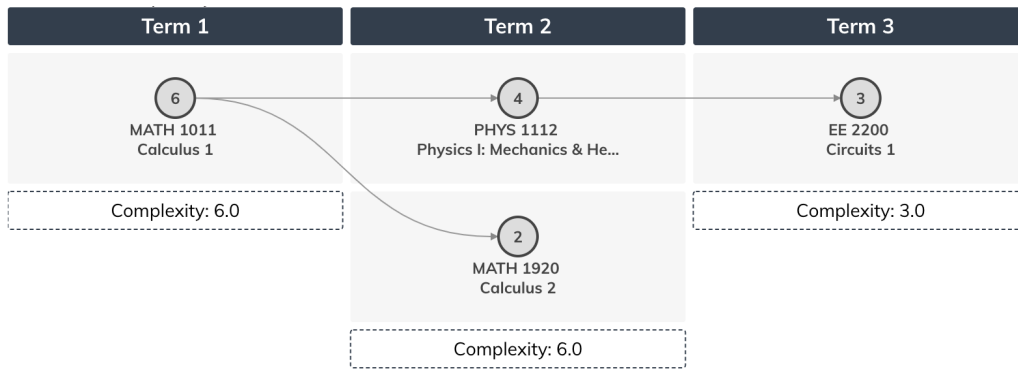 Term 1
6
MATH 1011
Calculus 1
Complexity: 6.0
Term 2
4
PHYS 1112
Physics I: Mechanics & He...
2
MATH 1920
Calculus 2
Complexity: 6.0
Term 3
3
EE 2200
Circuits 1
Complexity: 3.0